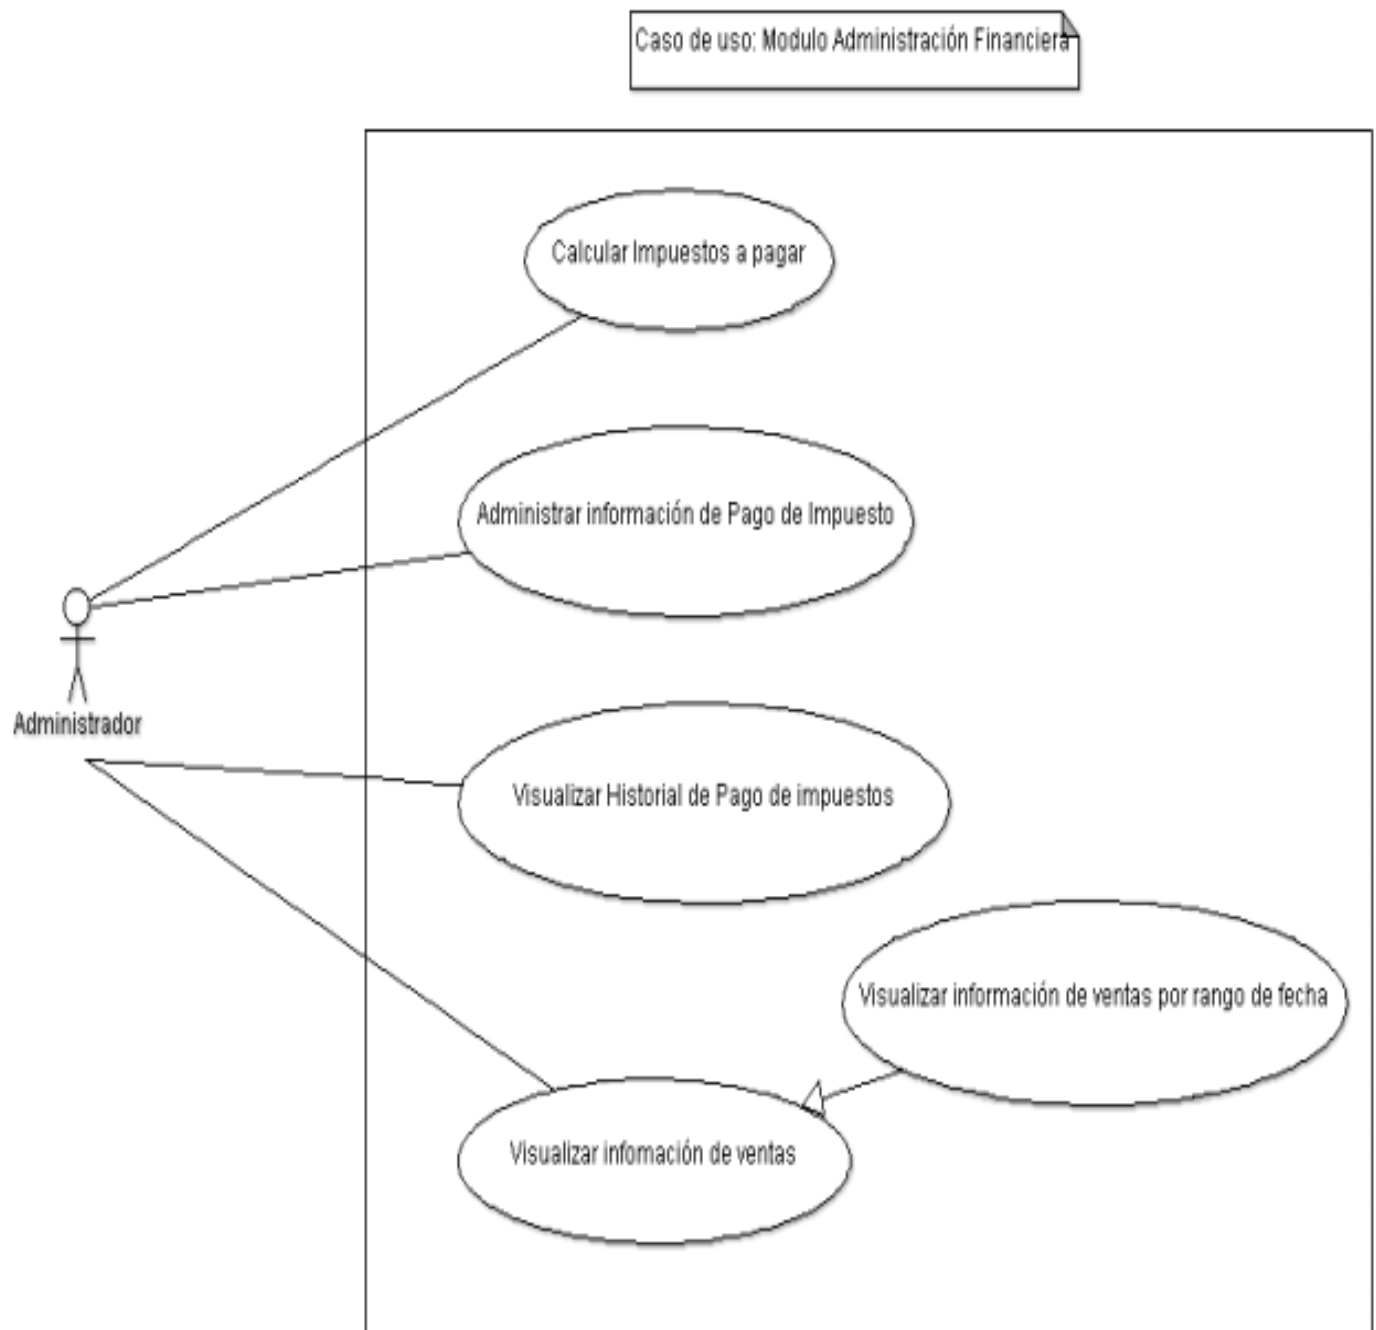 Caso de uso: Modulo Administración Financiera
Calcular Impuestos a pagar
Administrar información de Pago de Impuesto
Administrador
Visualizar Historial de Pago de impuestos
Visualizar información de ventas por rango de fecha
Visualizar infomación de ventas